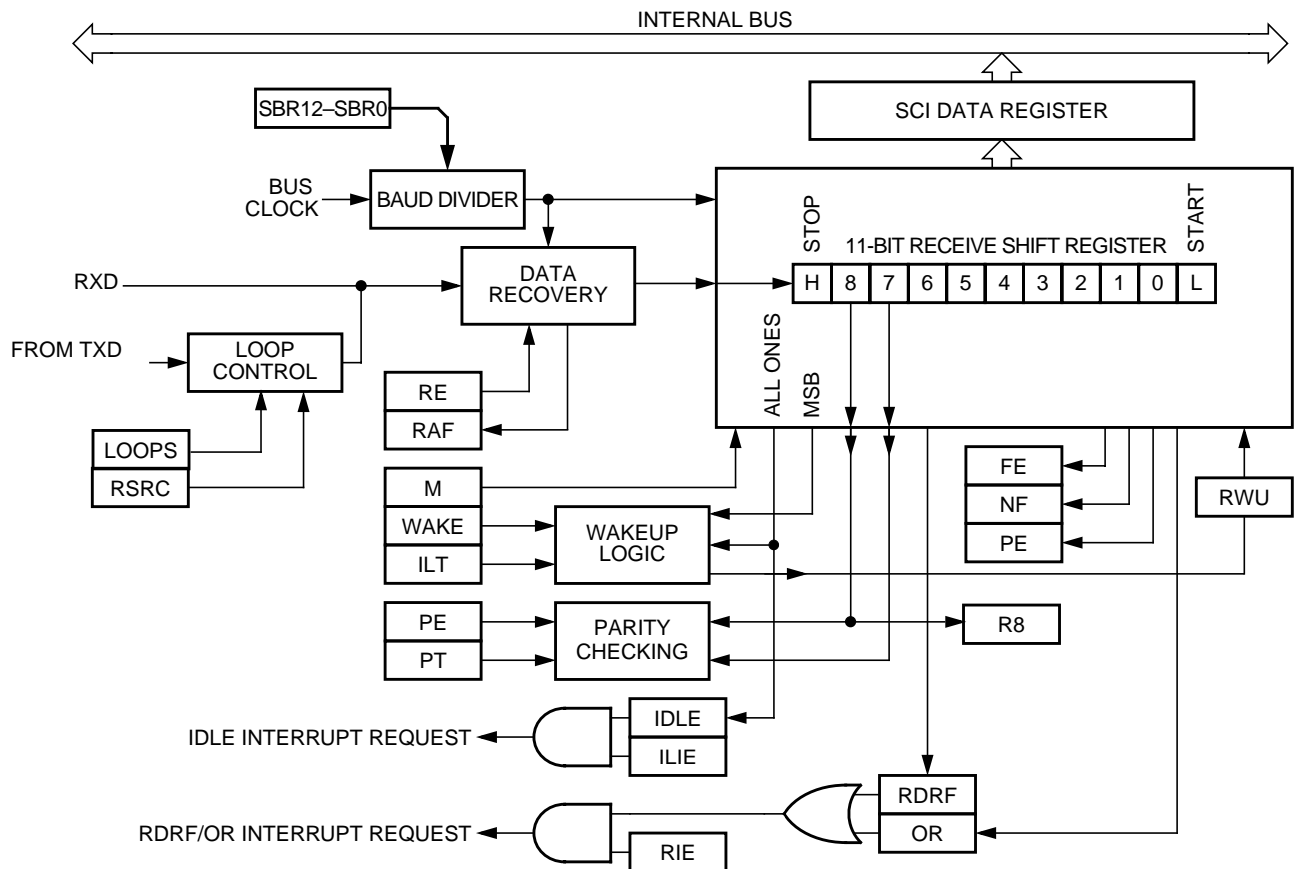 INTERNAL BUS
SBR12–SBR0
SCI DATA REGISTER
BUS
CLOCK
BAUD DIVIDER
STOP
11-BIT RECEIVE SHIFT REGISTER
START
H 8 7 6 5 4 3 2 1 0 L
RXD
DATA
RECOVERY
ALL ONES
MSB
FROM TXD
LOOP
CONTROL
RE
RAF
LOOPS
RSRC
M
WAKE
ILT
WAKEUP
LOGIC
FE
NF
PE
RWU
PE
PT
PARITY
CHECKING
R8
IDLE INTERRUPT REQUEST
IDLE
ILIE
RDRF
OR
RDRF/OR INTERRUPT REQUEST
RIE